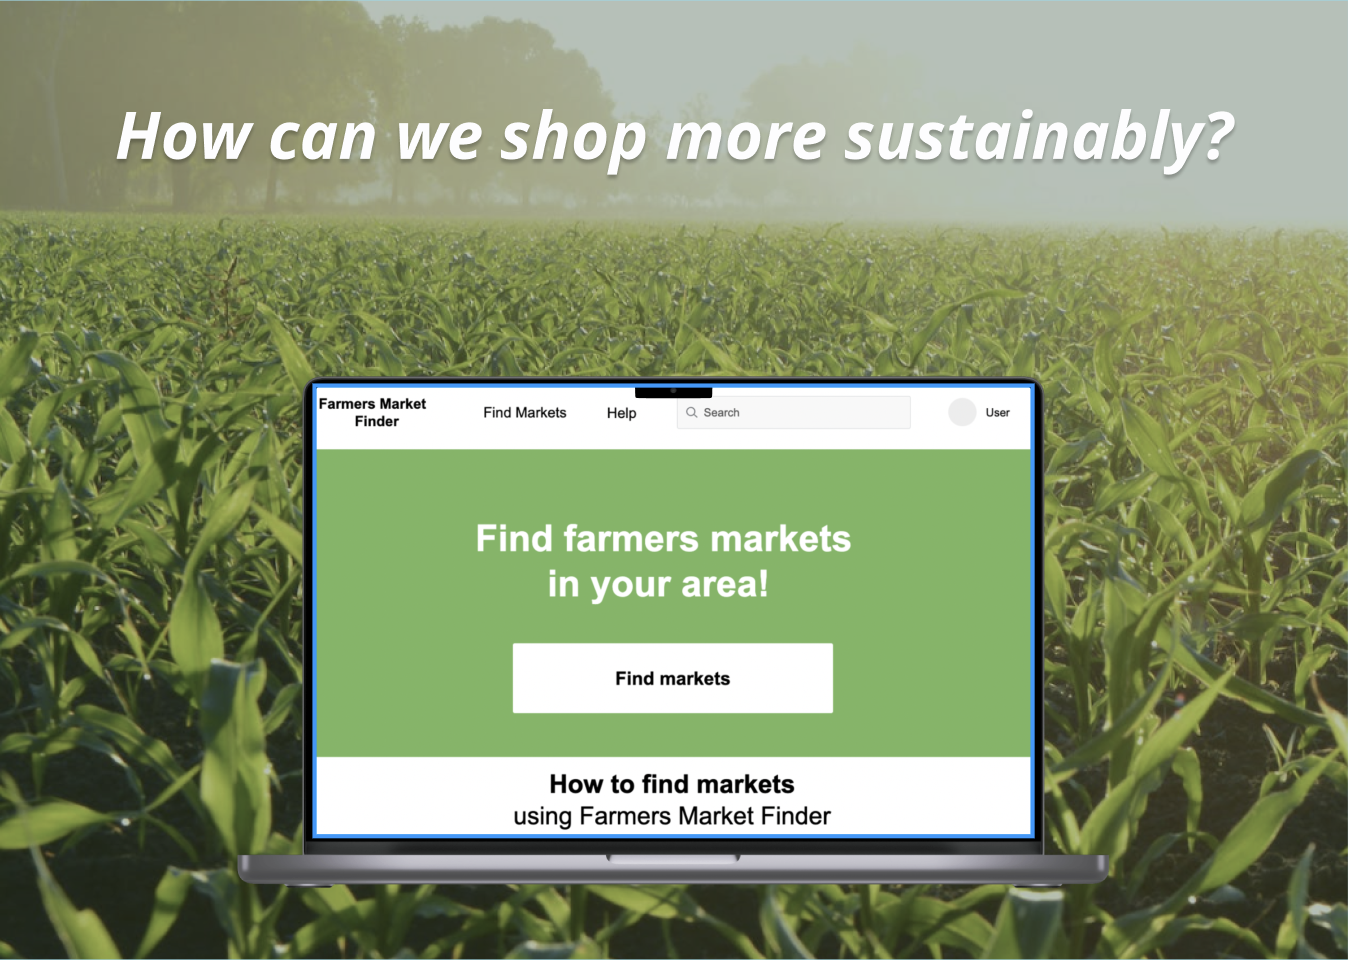 How can we shop more sustainably?
Farmers Market
Finder
Find Markets
Help
Search
User
Find farmers markets
in your area!
Find markets
How to find markets
using Farmers Market Finder